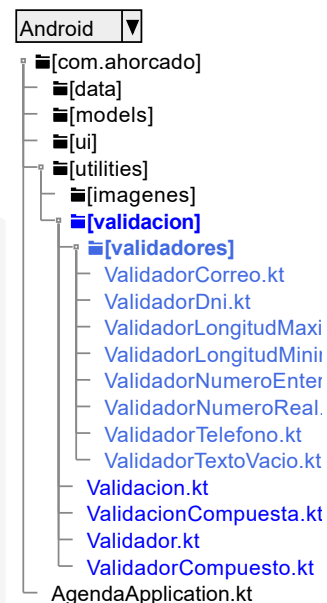 Android
[com.ahorcado]
[data]
[models]
[ui]
[utilities]
[imagenes]
[validacion]
[validadores]
ValidadorCorreo.kt
ValidadorDni.kt
ValidadorLongitudMaxi
ValidadorLongitudMinin
ValidadorNumeroEnter
ValidadorNumeroReal.
ValidadorTelefono.kt
ValidadorTextoVacio.kt
Validacion.kt
ValidacionCompuesta.kt
Validador.kt
ValidadorCompuesto.kt
AgendaApplication.kt